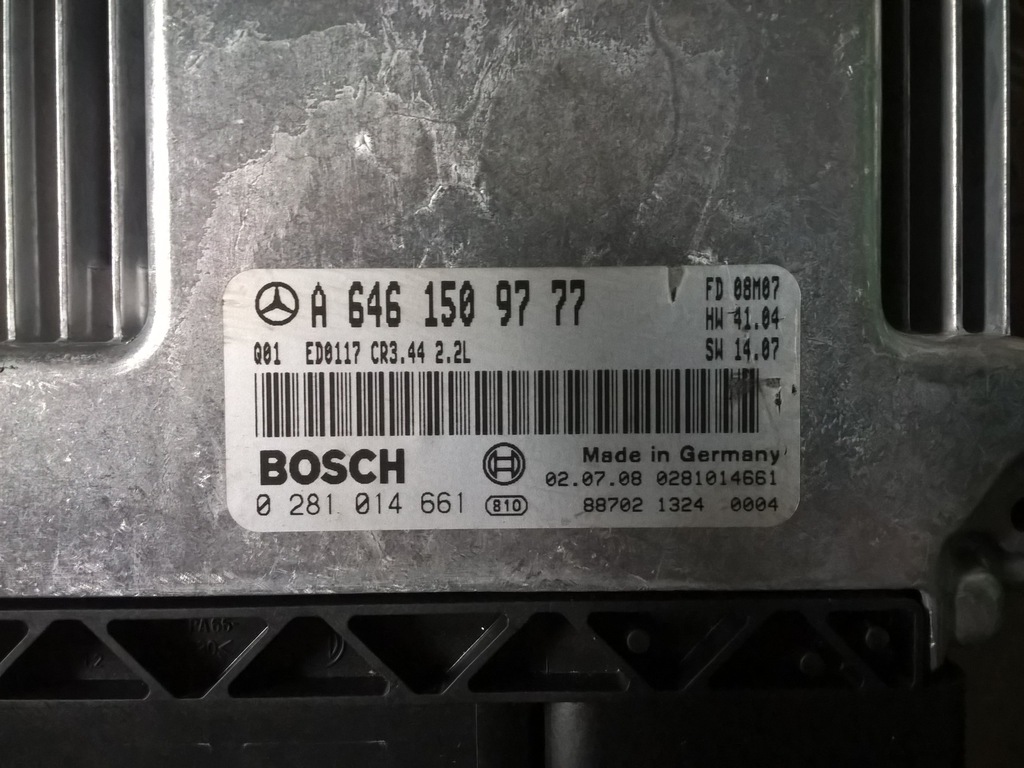 A 646 150 97 77
FD 08M07
HW 41.04
Q01 ED0117 CR3.44 2.2L
SW 14.07
BOSCH
Made in Germany
02.07.08 0281014661
0 281 014 661 810
88702 1324 0004